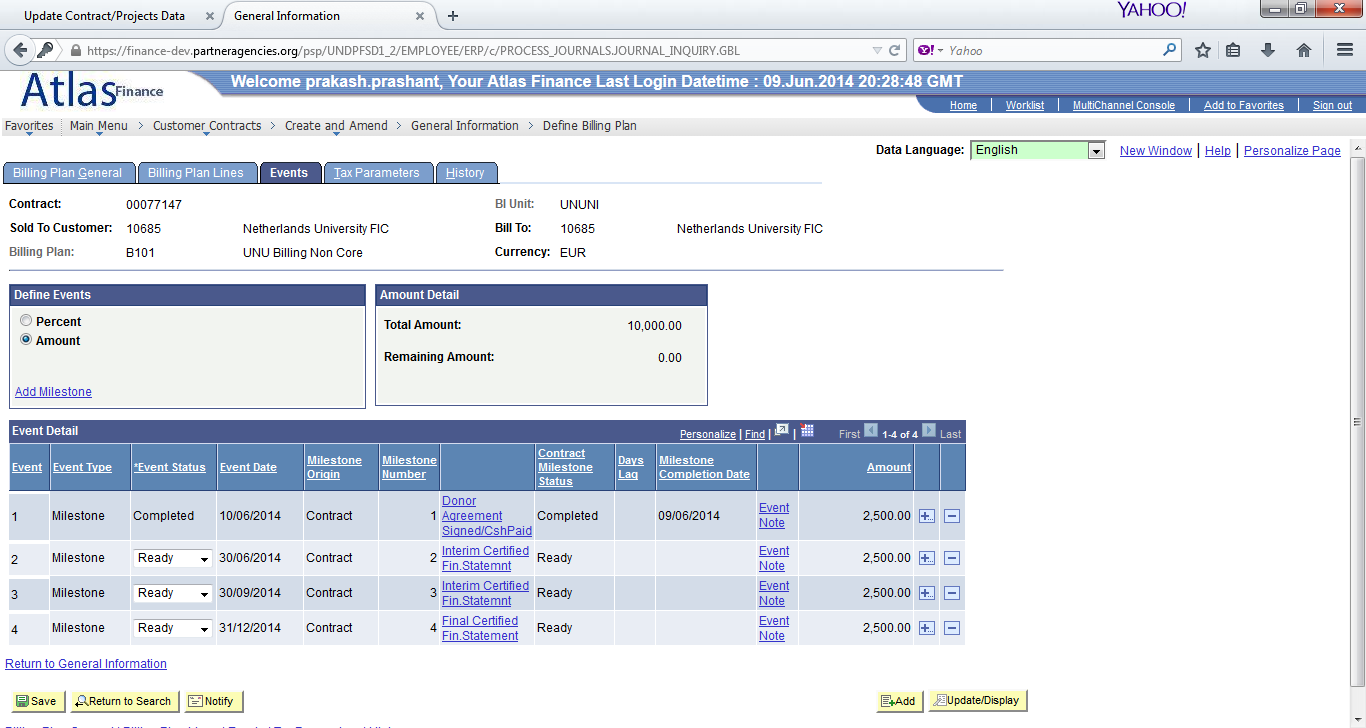 Update Contract/Projects Data × General Information × +
YAHOO!
https://finance-dev.partneragencies.org/psp/UNDPFSD1_2/EMPLOYEE/ERP/c/PROCESS_JOURNALS.JOURNAL_INQUIRY.GBL Yahoo
Atlas Finance
Welcome prakash.prashant, Your Atlas Finance Last Login Datetime : 09.Jun.2014 20:28:48 GMT
Home Worklist MultiChannel Console Add to Favorites Sign out
Favorites Main Menu > Customer Contracts > Create and Amend > General Information > Define Billing Plan
Data Language: English New Window | Help | Personalize Page
Billing Plan General Billing Plan Lines Events Tax Parameters History
Contract: 00077147 BI Unit: UNUNI
Sold To Customer: 10685 Netherlands University FIC Bill To: 10685 Netherlands University FIC
Billing Plan: B101 UNU Billing Non Core Currency: EUR
Define Events
Percent
Amount
Add Milestone
Amount Detail
Total Amount: 10,000.00
Remaining Amount: 0.00
Event Detail Personalize | Find | | First 1-4 of 4 Last
Event Event Type *Event Status Event Date Milestone Origin Milestone Number Contract Milestone Status Days Lag Milestone Completion Date Amount
1 Milestone Completed 10/06/2014 Contract 1 Donor Agreement Signed/CshPaid Completed 09/06/2014 Event Note 2,500.00
2 Milestone Ready 30/06/2014 Contract 2 Interim Certified Fin.Statemnt Ready Event Note 2,500.00
3 Milestone Ready 30/09/2014 Contract 3 Interim Certified Fin.Statemnt Ready Event Note 2,500.00
4 Milestone Ready 31/12/2014 Contract 4 Final Certified Fin.Statement Ready Event Note 2,500.00
Return to General Information
Save Return to Search Notify Add Update/Display